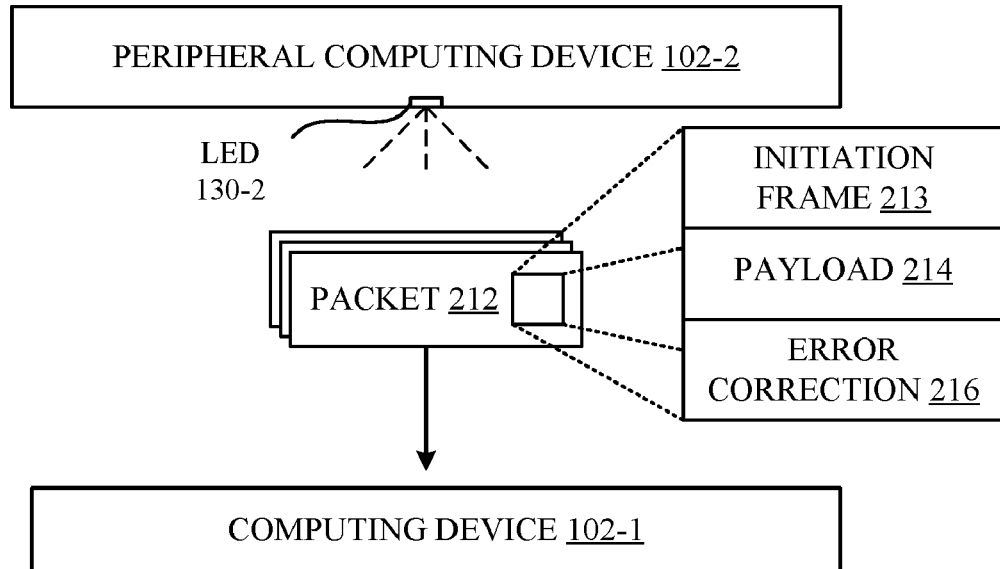 PERIPHERAL COMPUTING DEVICE 102-2
LED
130-2
INITIATION
FRAME 213
PAYLOAD 214
PACKET 212
ERROR
CORRECTION 216
COMPUTING DEVICE 102-1